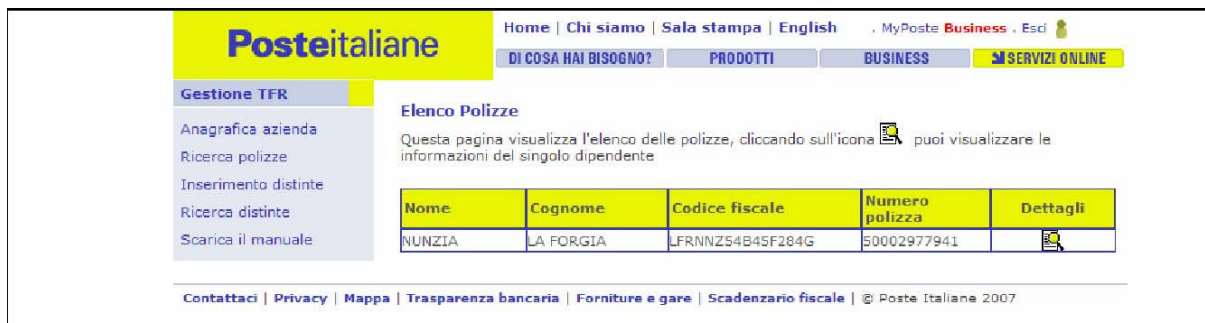 Posteitaliane
Home | Chi siamo | Sala stampa | English . MyPoste Business . Esci
DI COSA HAI BISOGNO? PRODOTTI BUSINESS SERVIZI ONLINE
Gestione TFR
Anagrafica azienda
Ricerca polizze
Inserimento distinte
Ricerca distinte
Scarica il manuale
Elenco Polizze
Questa pagina visualizza l'elenco delle polizze, cliccando sull'icona puoi visualizzare le
informazioni del singolo dipendente
Nome Cognome Codice fiscale Numero polizza Dettagli
NUNZIA LA FORGIA LFRNNZ54B45F284G 50002977941
Contattaci | Privacy | Mappa | Trasparenza bancaria | Forniture e gare | Scadenzario fiscale | © Poste Italiane 2007